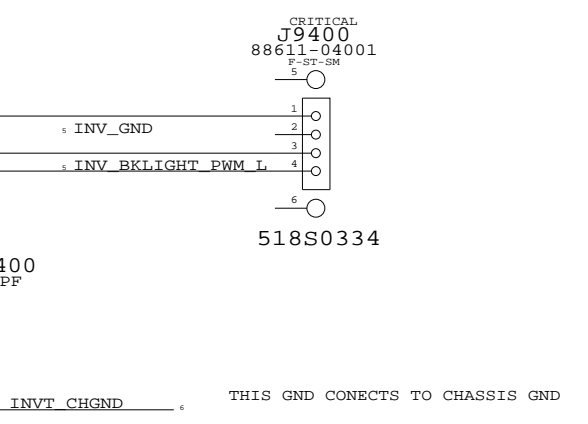 CRITICAL
J9400
88611-04001
F-ST-SM
5
1
5 INV_GND
2
3
5 INV_BKLIGHT_PWM_L
4
6
518S0334
400
PF
INVT_CHGND
6
THIS GND CONECTS TO CHASSIS GND